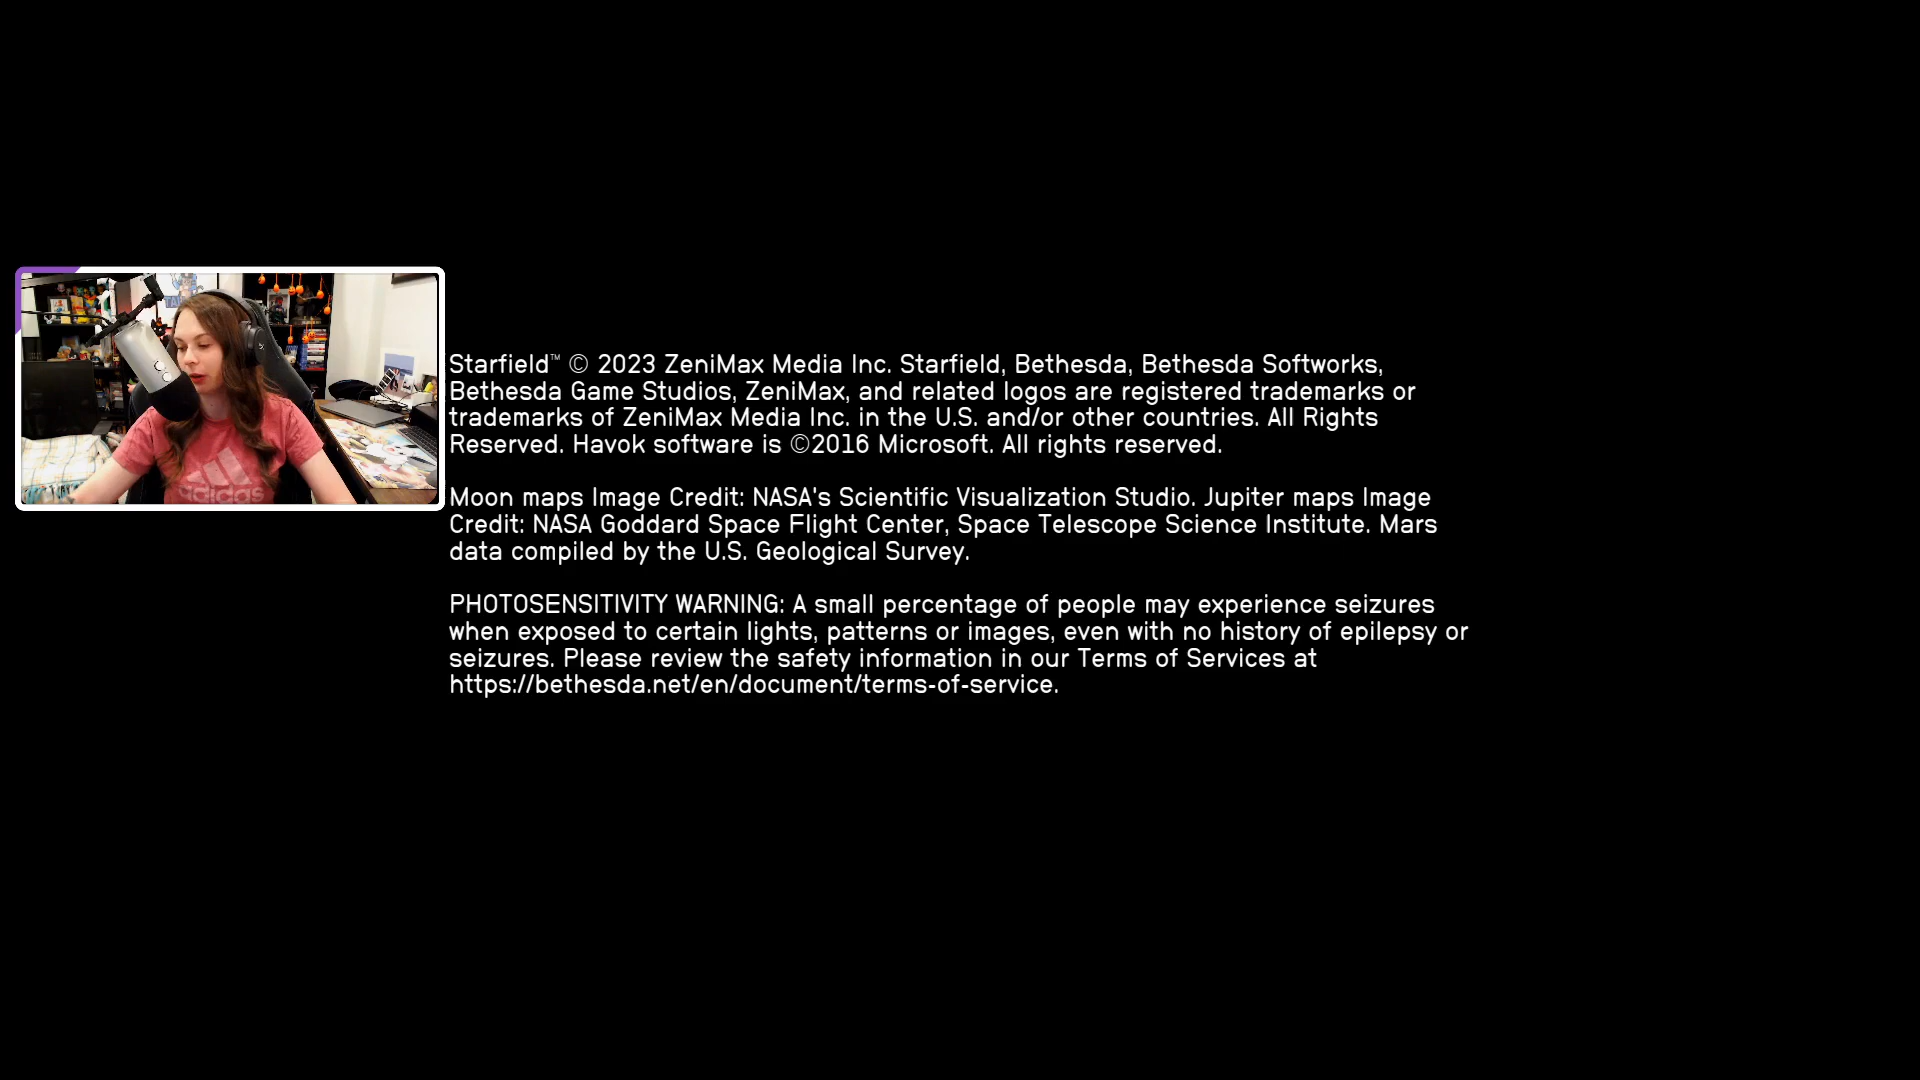 Starfield™ © 2023 ZeniMax Media Inc. Starfield, Bethesda, Bethesda Softworks,
Bethesda Game Studios, ZeniMax, and related logos are registered trademarks or
trademarks of ZeniMax Media Inc. in the U.S. and/or other countries. All Rights
Reserved. Havok software is ©2016 Microsoft. All rights reserved.
Moon maps Image Credit: NASA's Scientific Visualization Studio. Jupiter maps Image
Credit: NASA Goddard Space Flight Center, Space Telescope Science Institute. Mars
data compiled by the U.S. Geological Survey.
PHOTOSENSITIVITY WARNING: A small percentage of people may experience seizures
when exposed to certain lights, patterns or images, even with no history of epilepsy or
seizures. Please review the safety information in our Terms of Services at
https://bethesda.net/en/document/terms-of-service.
adidas